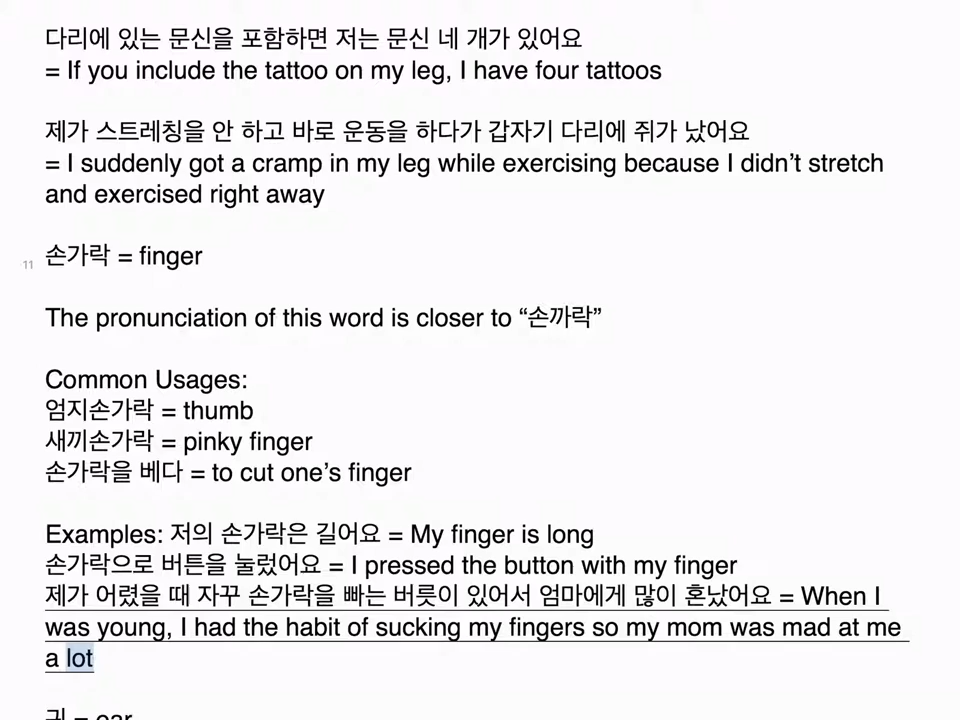 다리에 있는 문신을 포함하면 저는 문신 네 개가 있어요
= If you include the tattoo on my leg, I have four tattoos
제가 스트레칭을 안 하고 바로 운동을 하다가 갑자기 다리에 쥐가 났어요
= I suddenly got a cramp in my leg while exercising because I didn’t stretch
and exercised right away
11 손가락 = finger
The pronunciation of this word is closer to “손까락”
Common Usages:
엄지손가락 = thumb
새끼손가락 = pinky finger
손가락을 베다 = to cut one’s finger
Examples: 저의 손가락은 길어요 = My finger is long
손가락으로 버튼을 눌렀어요 = I pressed the button with my finger
제가 어렸을 때 자꾸 손가락을 빠는 버릇이 있어서 엄마에게 많이 혼났어요 = When I
was young, I had the habit of sucking my fingers so my mom was mad at me
a lot
귀 = ear